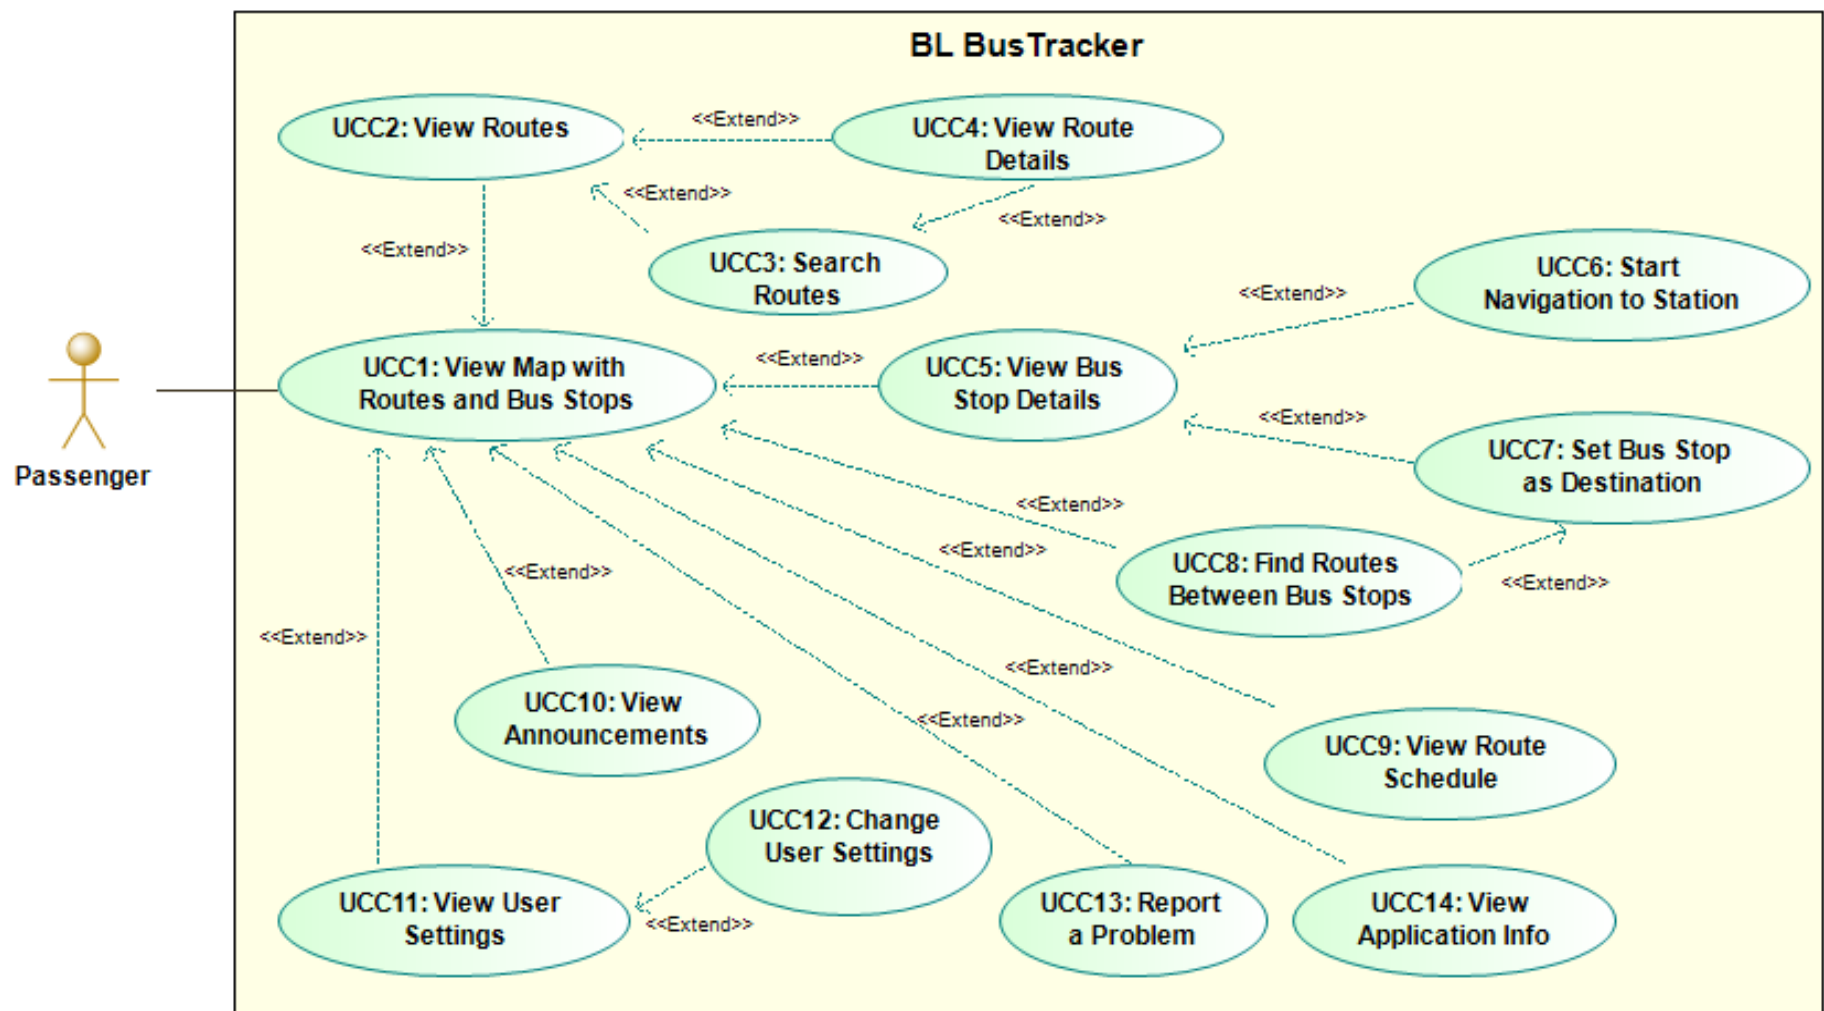 BL BusTracker
UCC2: View Routes
<<Extend>>
UCC4: View Route
Details
<<Extend>>
<<Extend>>
<<Extend>>
UCC3: Search
Routes
UCC6: Start
Navigation to Station
<<Extend>>
UCC1: View Map with
Routes and Bus Stops
<<Extend>>
UCC5: View Bus
Stop Details
<<Extend>>
UCC7: Set Bus Stop
as Destination
Passenger
<<Extend>>
<<Extend>>
UCC8: Find Routes
Between Bus Stops
<<Extend>>
<<Extend>>
<<Extend>>
<<Extend>>
UCC10: View
Announcements
<<Extend>>
UCC9: View Route
Schedule
UCC12: Change
User Settings
UCC11: View User
Settings
<<Extend>>
UCC13: Report
a Problem
UCC14: View
Application Info